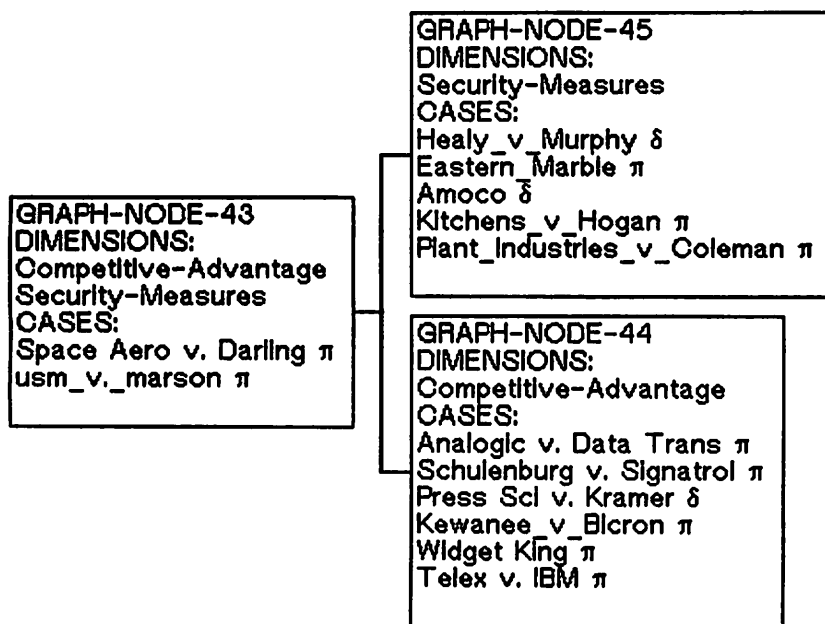 GRAPH-NODE-45
DIMENSIONS:
Security-Measures
CASES:
Healy_v_Murphy δ
Eastern_Marble π
Amoco δ
Kitchens_v_Hogan π
Plant_Industries_v_Coleman π
GRAPH-NODE-43
DIMENSIONS:
Competitive-Advantage
Security-Measures
CASES:
Space Aero v. Darling π
usm_v._marson π
GRAPH-NODE-44
DIMENSIONS:
Competitive-Advantage
CASES:
Analogic v. Data Trans π
Schulenburg v. Signatrol π
Press Sci v. Kramer δ
Kewanee_v_Bicron π
Widget King π
Telex v. IBM π